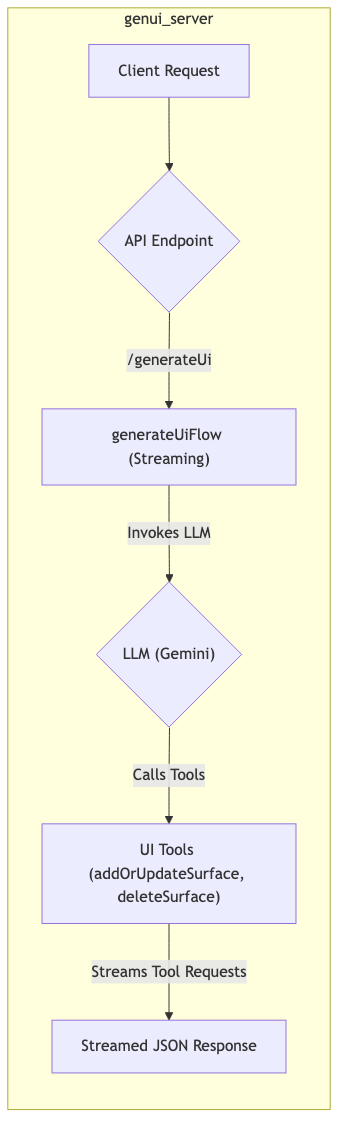 genui_server
Client Request
API Endpoint
/generateUi
generateUiFlow
(Streaming)
Invokes LLM
LLM (Gemini)
Calls Tools
UI Tools
(addOrUpdateSurface,
deleteSurface)
Streams Tool Requests
Streamed JSON Response